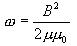 ϖ = B² / 2μμ₀